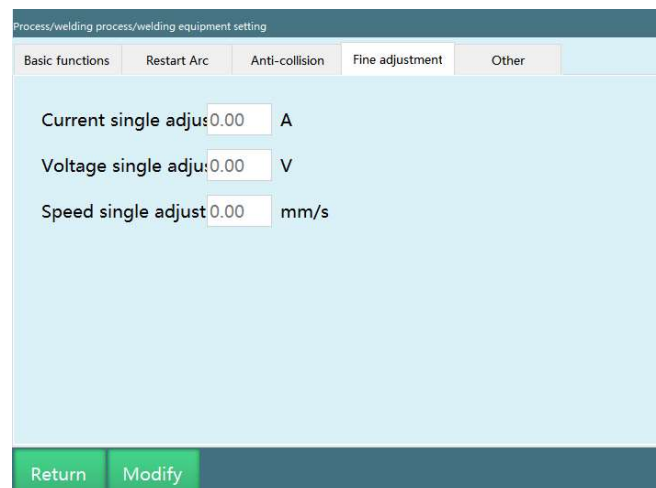 Process/welding process/welding equipment setting
Basic functions Restart Arc Anti-collision Fine adjustment Other
Current single adjus 0.00 A
Voltage single adju 0.00 V
Speed single adjust 0.00 mm/s
Return Modify